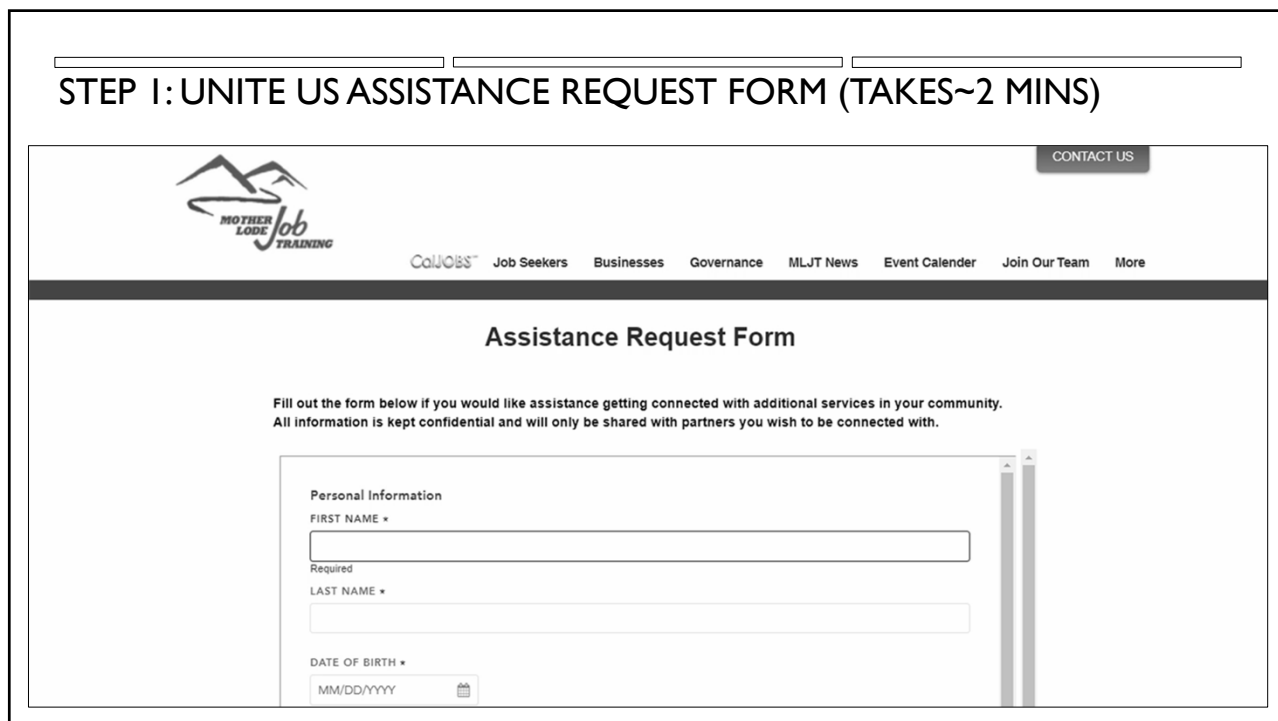 STEP 1: UNITE US ASSISTANCE REQUEST FORM (TAKES~2 MINS)
CONTACT US
MOTHER
LODE
Job
TRAINING
CalJOBS℠ Job Seekers Businesses Governance MLJT News Event Calender Join Our Team More
Assistance Request Form
Fill out the form below if you would like assistance getting connected with additional services in your community.
All information is kept confidential and will only be shared with partners you wish to be connected with.
Personal Information
FIRST NAME *
Required
LAST NAME *
DATE OF BIRTH *
MM/DD/YYYY